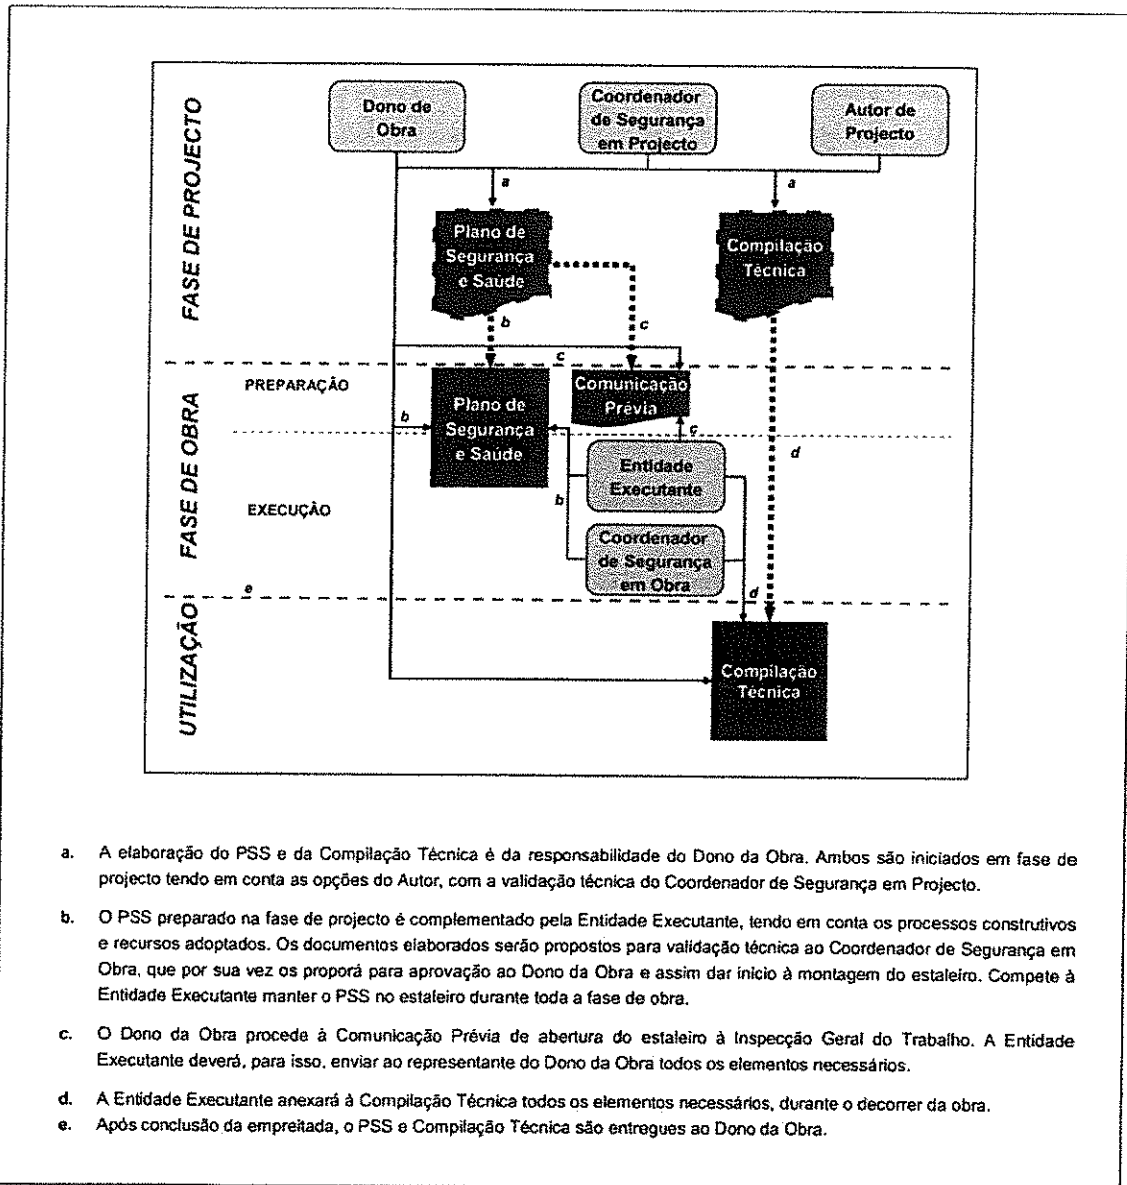 FASE DE PROJECTO
Dono de
Obra
Coordenador
de Segurança
em Projecto
Autor de
Projecto
a
a
Plano de
Segurança
e Saúde
Compilação
Técnica
b
c
c
FASE DE OBRA
PREPARAÇÃO
Plano de
Segurança
e Saúde
Comunicação
Prévia
b
c
d
Entidade
Executante
EXECUÇÃO
b
Coordenador
de Segurança
em Obra
e
d
UTILIZAÇÃO
Compilação
Técnica
a. A elaboração do PSS e da Compilação Técnica é da responsabilidade do Dono da Obra. Ambos são iniciados em fase de
projecto tendo em conta as opções do Autor, com a validação técnica do Coordenador de Segurança em Projecto.
b. O PSS preparado na fase de projecto é complementado pela Entidade Executante, tendo em conta os processos construtivos
e recursos adoptados. Os documentos elaborados serão propostos para validação técnica ao Coordenador de Segurança em
Obra, que por sua vez os proporá para aprovação ao Dono da Obra e assim dar inicio à montagem do estaleiro. Compete à
Entidade Executante manter o PSS no estaleiro durante toda a fase de obra.
c. O Dono da Obra procede à Comunicação Prévia de abertura do estaleiro à Inspecção Geral do Trabalho. A Entidade
Executante deverá, para isso, enviar ao representante do Dono da Obra todos os elementos necessários.
d. A Entidade Executante anexará à Compilação Técnica todos os elementos necessários, durante o decorrer da obra.
e. Após conclusão da empreitada, o PSS e Compilação Técnica são entregues ao Dono da Obra.